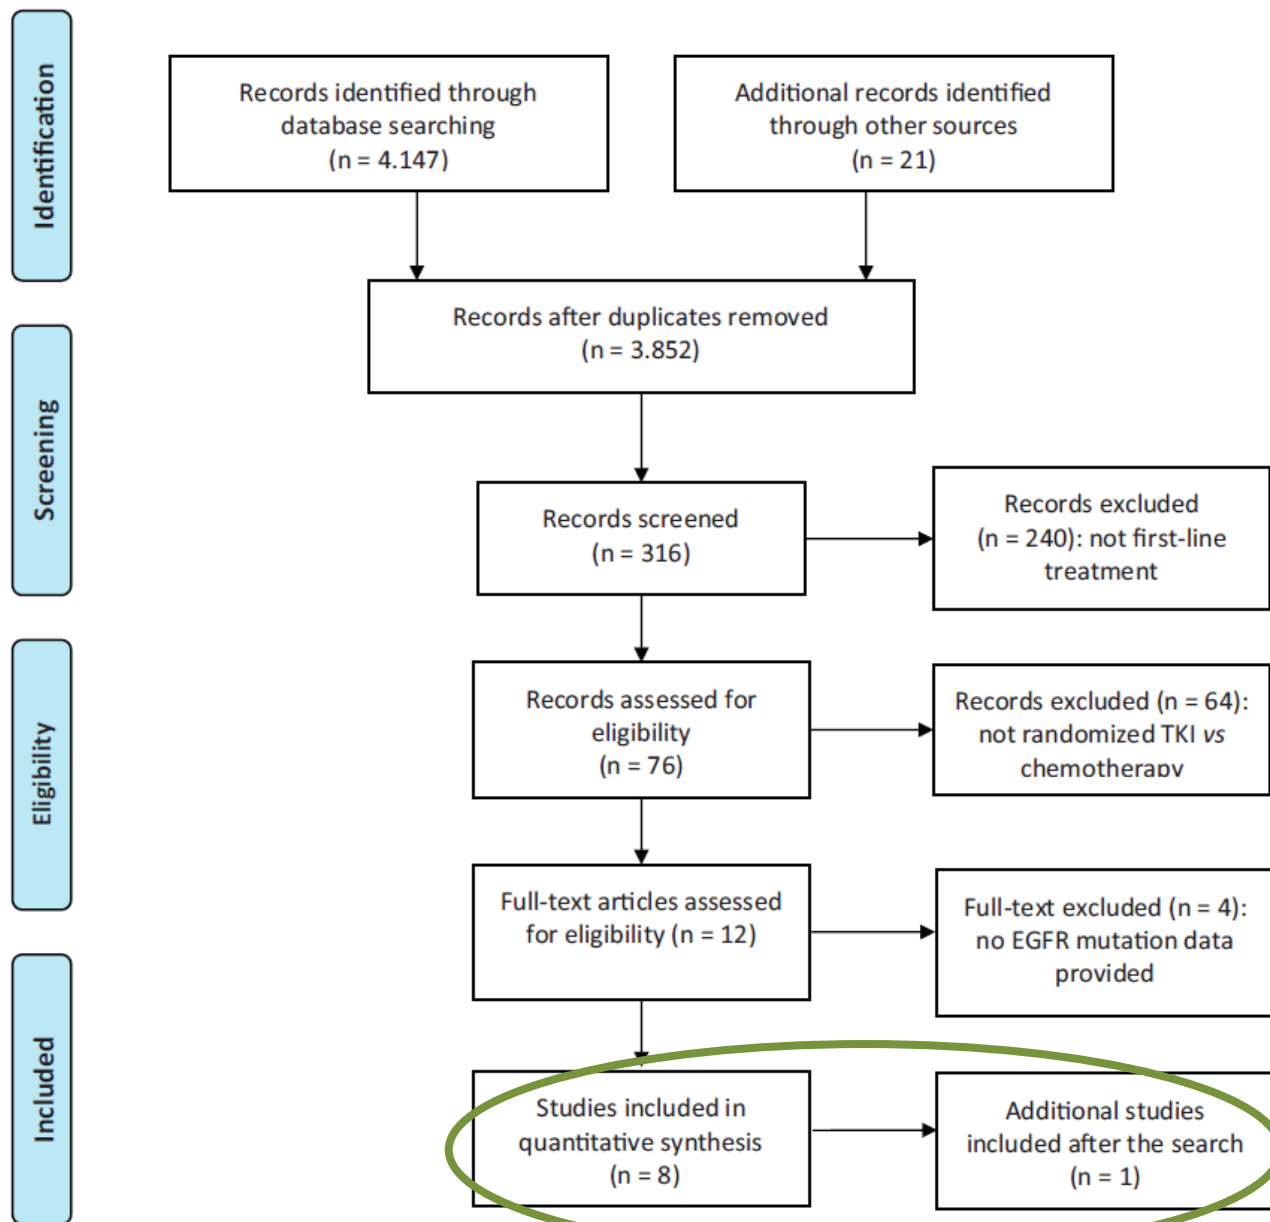 Identification
Records identified through
database searching
(n = 4.147)
Additional records identified
through other sources
(n = 21)
Records after duplicates removed
(n = 3.852)
Screening
Records screened
(n = 316)
Records excluded
(n = 240): not first-line
treatment
Eligibility
Records assessed for
eligibility
(n = 76)
Records excluded (n = 64):
not randomized TKI vs
chemotherapy
Full-text articles assessed
for eligibility (n = 12)
Full-text excluded (n = 4):
no EGFR mutation data
provided
Included
Studies included in
quantitative synthesis
(n = 8)
Additional studies
included after the search
(n = 1)